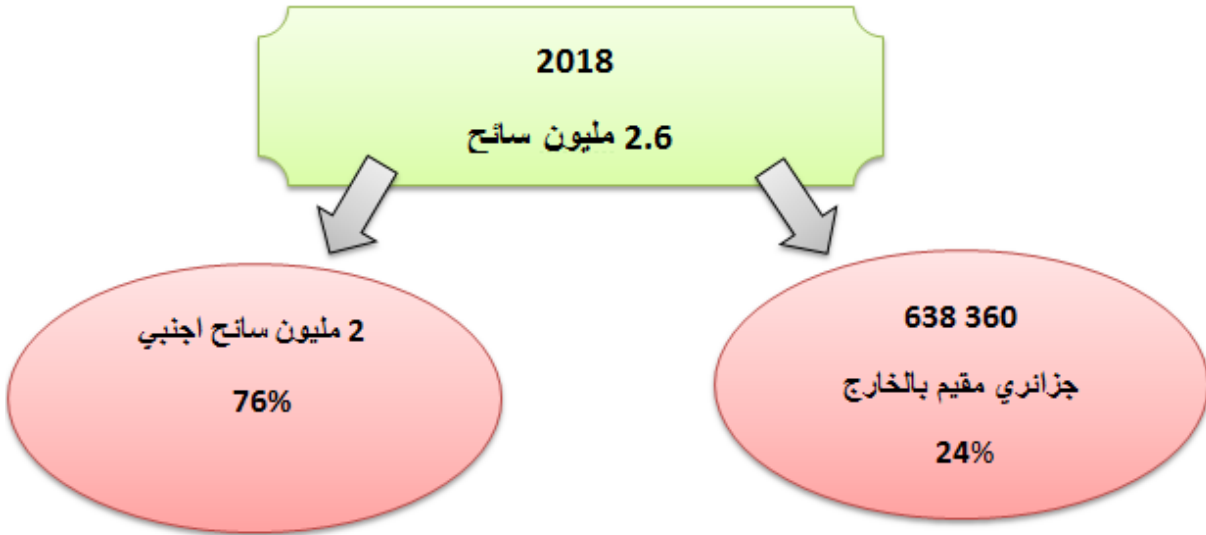 2018
2.6 مليون سائح
638 360
جزائري مقيم بالخارج
24%
2 مليون سائح اجنبي
76%